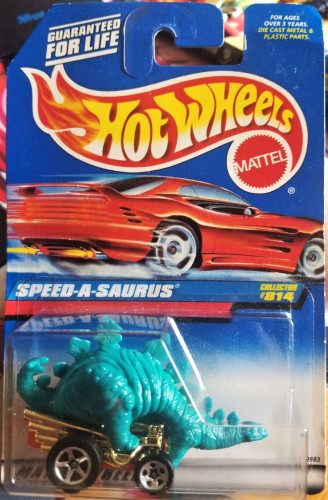 GUARANTEED
FOR LIFE
FOR AGES
OVER 3 YEARS.
DIE CAST METAL &
PLASTIC PARTS.
HOT WHEELS
MATTEL
®
SPEED-A-SAURUS
COLLECTOR
#814